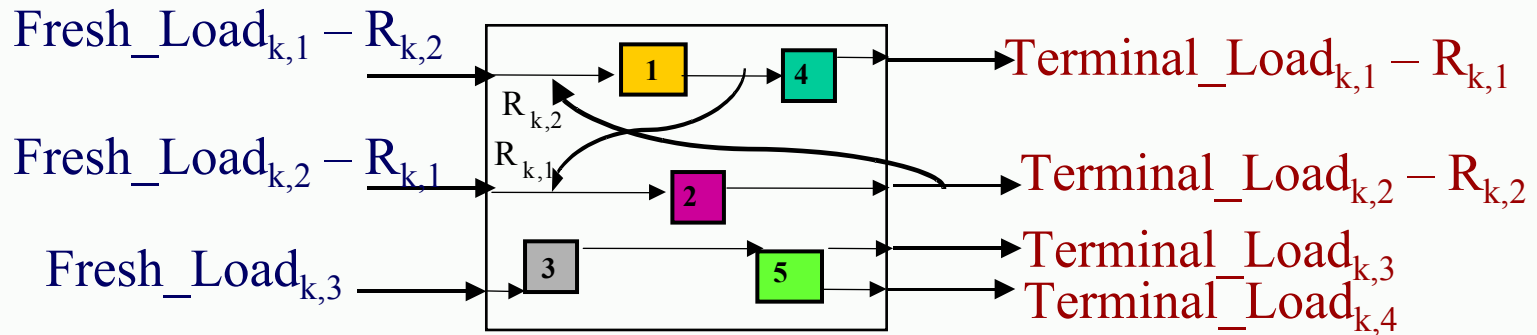 Fresh_Load_{k,1} – R_{k,2}
Fresh_Load_{k,2} – R_{k,1}
Fresh_Load_{k,3}
1
4
R_{k,2}
R_{k,1}
2
3
5
Terminal_Load_{k,1} – R_{k,1}
Terminal_Load_{k,2} – R_{k,2}
Terminal_Load_{k,3}
Terminal_Load_{k,4}